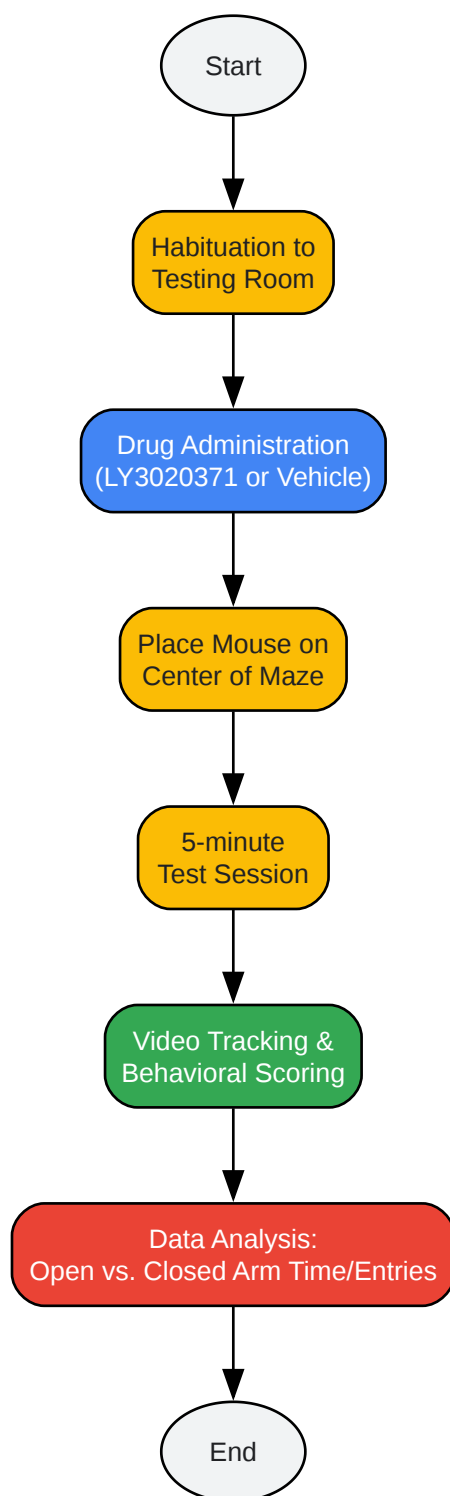 Start
Habituation to
Testing Room
Drug Administration
(LY3020371 or Vehicle)
Place Mouse on
Center of Maze
5-minute
Test Session
Video Tracking &
Behavioral Scoring
Data Analysis:
Open vs. Closed Arm Time/Entries
End